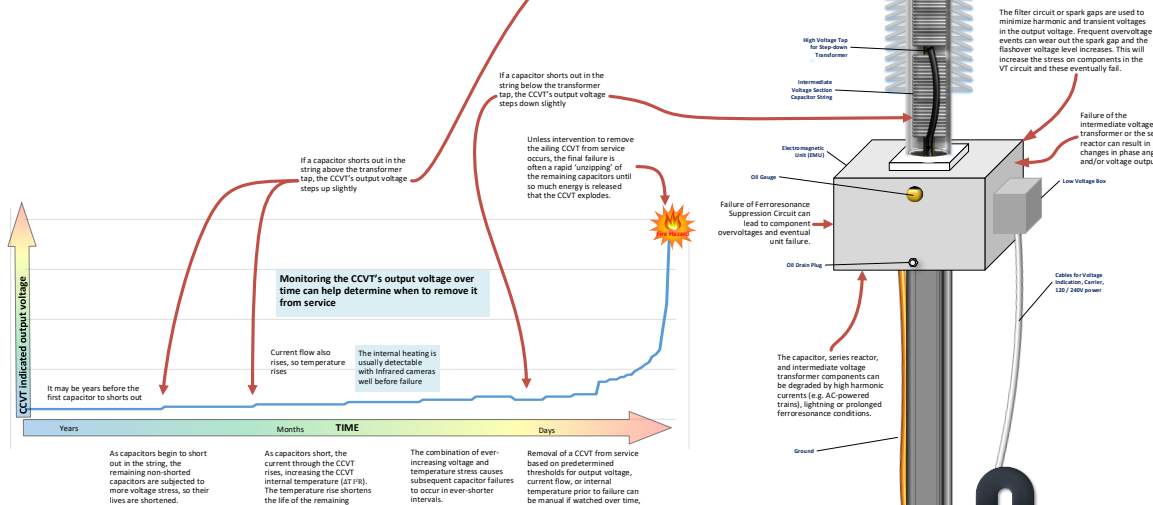 The filter circuit or spark gaps are used to
minimize harmonic and transient voltages
in the output voltage. Frequent overvoltage
events can wear out the spark gap and the
flashover voltage level increases. This will
increase the stress on components in the
VT circuit and these eventually fail.
High Voltage Tap
for Step-down
Transformer
If a capacitor shorts out in the
string below the transformer
tap, the CCVT's output voltage
steps down slightly
Intermediate
Voltage Section
Capacitor String
Failure of the
intermediate voltage
transformer or the se
reactor can result in
changes in phase ang
and/or voltage outpu
Unless intervention to remove
the ailing CCVT from service
occurs, the final failure is
often a rapid 'unzipping' of
the remaining capacitors until
so much energy is released
that the CCVT explodes.
If a capacitor shorts out in the
string above the transformer
tap, the CCVT's output voltage
steps up slightly
Electromagnetic
Unit (EMU)
Oil Gauge
Low Voltage Box
Failure of Ferroresonance
Suppression Circuit can
lead to component
overvoltages and eventual
unit failure.
Fire Hazard
Oil Drain Plug
Cables for Voltage
Indication, Carrier,
120 / 240V power
CCVT indicated output voltage
Monitoring the CCVT's output voltage over
time can help determine when to remove it
from service
Current flow also
rises, so temperature
rises
The internal heating is
usually detectable
with Infrared cameras
well before failure
It may be years before the
first capacitor to shorts out
The capacitor, series reactor,
and intermediate voltage
transformer components can
be degraded by high harmonic
currents (e.g. AC-powered
trains), lightning or prolonged
ferroresonance conditions.
Years
Months
TIME
Days
Ground
As capacitors begin to short
out in the string, the
remaining non-shorted
capacitors are subjected to
more voltage stress, so their
lives are shortened.
As capacitors short, the
current through the CCVT
rises, increasing the CCVT
internal temperature (ΔT I²R).
The temperature rise shortens
the life of the remaining
The combination of ever-
increasing voltage and
temperature stress causes
subsequent capacitor failures
to occur in ever-shorter
intervals.
Removal of a CCVT from service
based on predetermined
thresholds for output voltage,
current flow, or internal
temperature prior to failure can
be manual if watched over time,